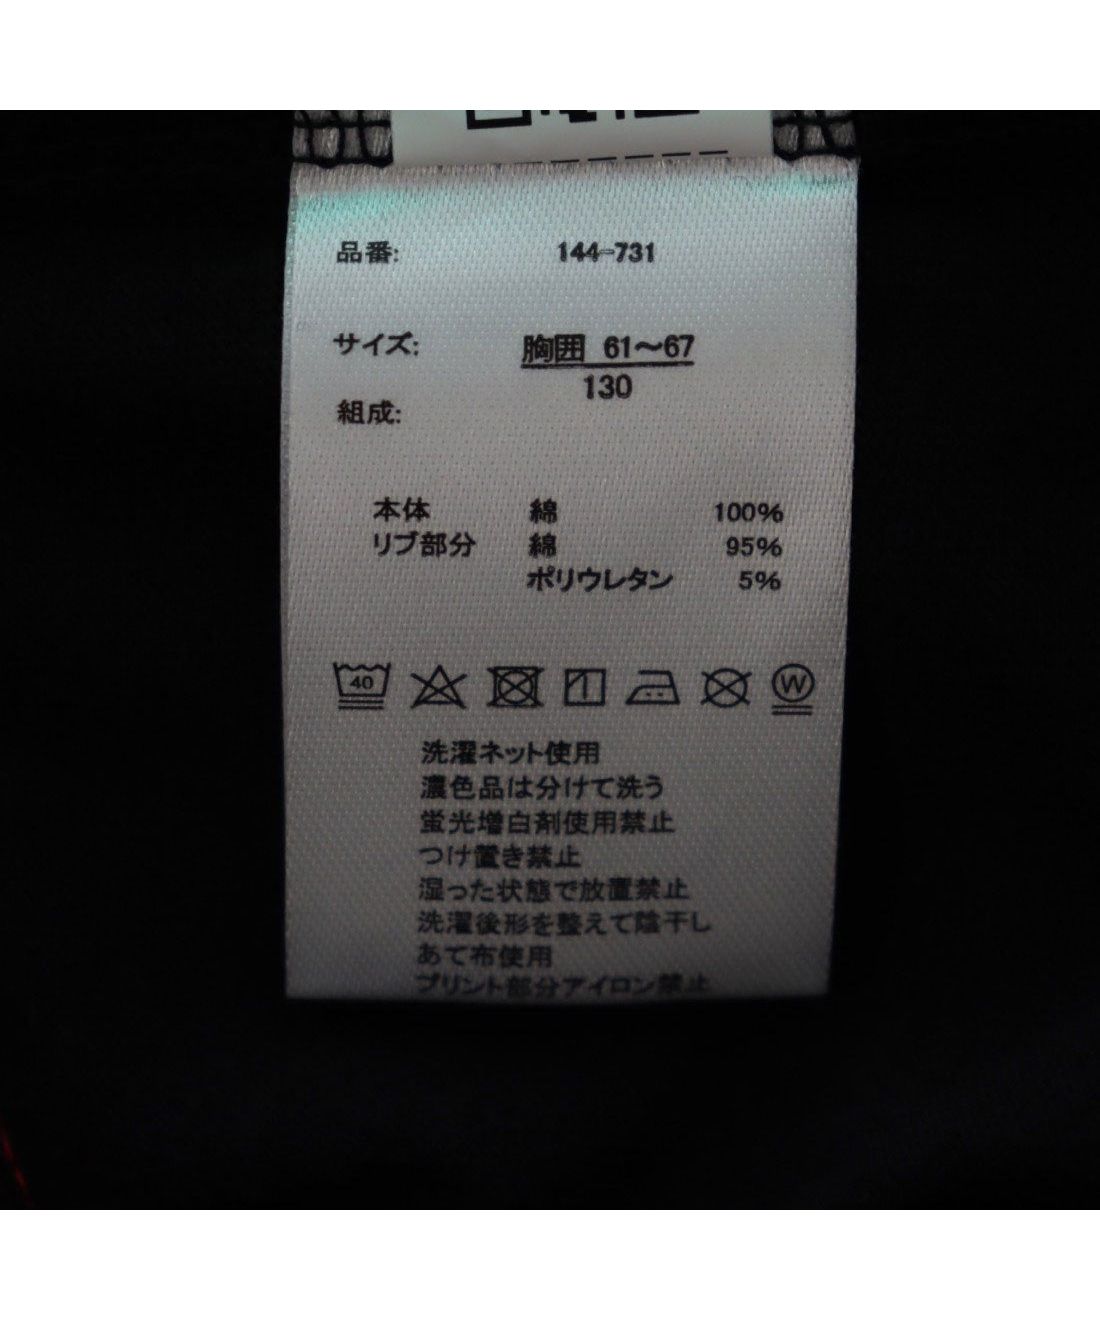 品番: 144-731
サイズ: 胸囲 61～67
130
組成:
本体 綿 100%
リブ部分 綿 95%
ポリウレタン 5%
40 W
洗濯ネット使用
濃色品は分けて洗う
蛍光増白剤使用禁止
つけ置き禁止
湿った状態で放置禁止
洗濯後形を整えて陰干し
あて布使用
プリント部分アイロン禁止